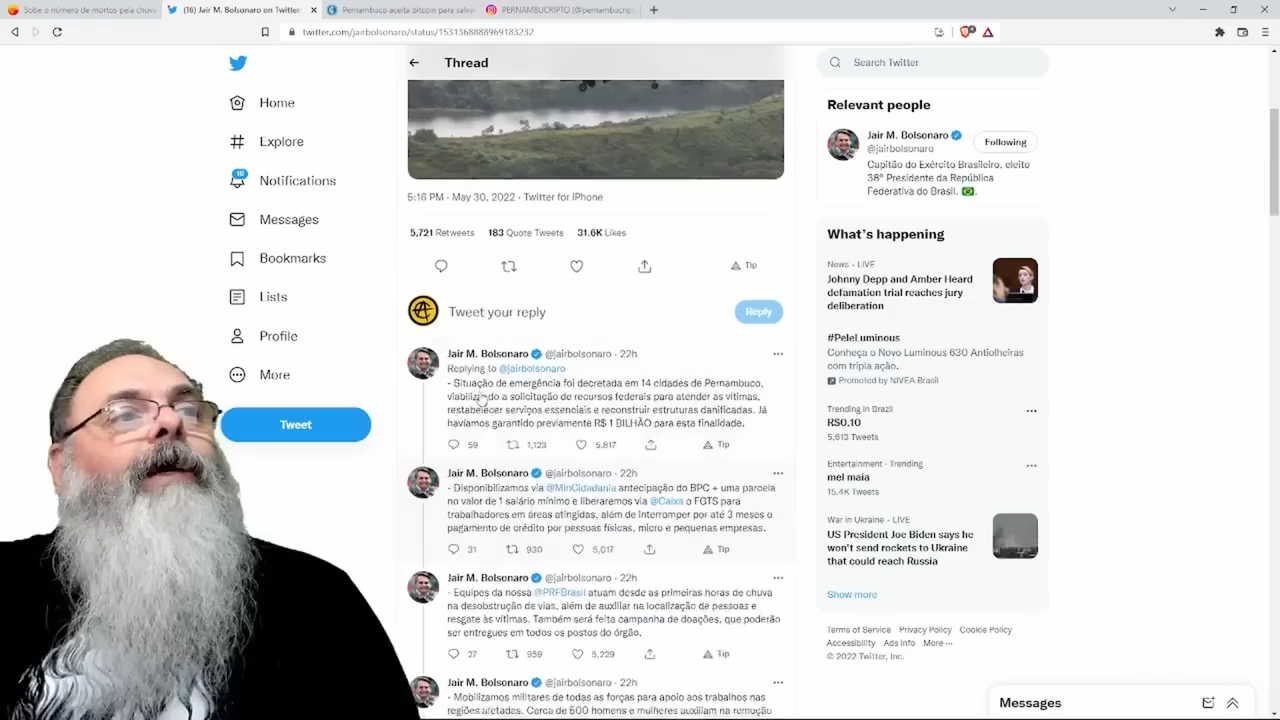 Sobe o número de mortos pela chuva
(16) Jair M. Bolsonaro on Twitter
Pernambuco aceita bitcoin para salva
PERNAMBUCRIPTO (@pernambucript
twitter.com/jairbolsonaro/status/1531368888969183232
Home
Explore
16
Notifications
Messages
Bookmarks
Lists
Profile
More
Tweet
Thread
5:16 PM · May 30, 2022 · Twitter for iPhone
5,721 Retweets 183 Quote Tweets 31.6K Likes
Tip
Tweet your reply
Reply
Jair M. Bolsonaro @jairbolsonaro · 22h
Replying to @jairbolsonaro
- Situação de emergência foi decretada em 14 cidades de Pernambuco,
viabilizando a solicitação de recursos federais para atender as vítimas,
restabelecer serviços essenciais e reconstruir estruturas danificadas. Já
havíamos garantido previamente R$ 1 BILHÃO para esta finalidade.
59 1,123 5,817 Tip
Jair M. Bolsonaro @jairbolsonaro · 22h
- Disponibilizamos via @MinCidadania antecipação do BPC + uma parcela
no valor de 1 salário mínimo e liberaremos via @Caixa o FGTS para
trabalhadores em áreas atingidas, além de interromper por até 3 meses o
pagamento de crédito por pessoas físicas, micro e pequenas empresas.
31 930 5,017 Tip
Jair M. Bolsonaro @jairbolsonaro · 22h
- Equipes da nossa @PRFBrasil atuam desde as primeiras horas de chuva
na desobstrução de vias, além de auxiliar na localização de pessoas e
resgate às vítimas. Também será feita campanha de doações, que poderão
ser entregues em todos os postos do órgão.
27 959 5,229 Tip
Jair M. Bolsonaro @jairbolsonaro · 22h
- Mobilizamos militares de todas as forças para apoio aos trabalhos nas
regiões afetadas. Cerca de 500 homens e mulheres auxiliam na remoção
Search Twitter
Relevant people
Jair M. Bolsonaro
@jairbolsonaro
Following
Capitão do Exército Brasileiro, eleito
38º Presidente da República
Federativa do Brasil.
What's happening
News · LIVE
Johnny Depp and Amber Heard
defamation trial reaches jury
deliberation
#PeleLuminosa
Conheça o Novo Luminous 630 Antiolheiras
com tripla ação.
Promoted by NIVEA Brasil
Trending in Brazil
R$0,10
5,613 Tweets
Entertainment · Trending
mel maia
15.4K Tweets
War in Ukraine · LIVE
US President Joe Biden says he
won't send rockets to Ukraine
that could reach Russia
Show more
Terms of Service Privacy Policy Cookie Policy
Accessibility Ads info More ···
© 2022 Twitter, Inc.
Messages